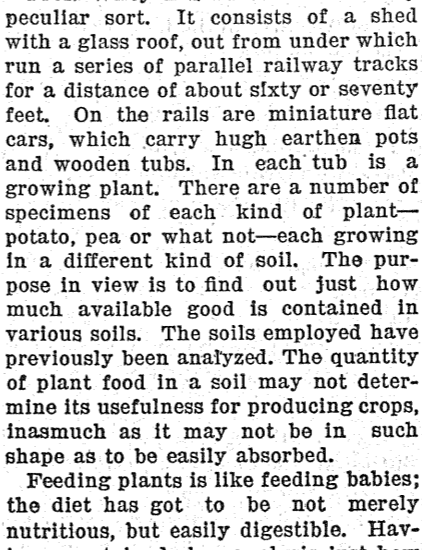 peculiar sort. It consists of a shed
with a glass roof, out from under which
run a series of parallel railway tracks
for a distance of about sixty or seventy
feet. On the rails are miniature flat
cars, which carry hugh earthen pots
and wooden tubs. In each tub is a
growing plant. There are a number of
specimens of each kind of plant—
potato, pea or what not—each growing
in a different kind of soil. The pur-
pose in view is to find out just how
much available good is contained in
various soils. The soils employed have
previously been analyzed. The quantity
of plant food in a soil may not deter-
mine its usefulness for producing crops,
inasmuch as it may not be in such
shape as to be easily absorbed.
Feeding plants is like feeding babies;
the diet has got to be not merely
nutritious, but easily digestible. Hav-